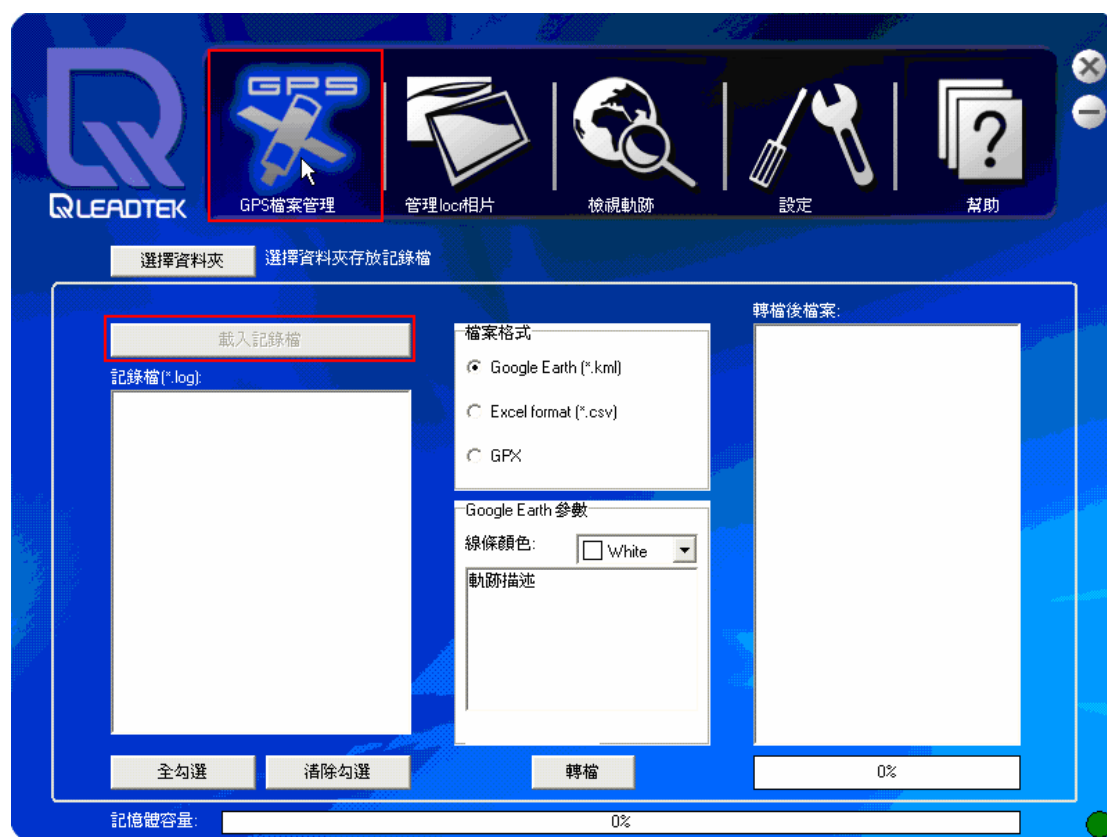 GPS
LEADTEK
GPS檔案管理
管理locr相片
檢視軌跡
設定
幫助
選擇資料夾
選擇資料夾存放記錄檔
載入記錄檔
記錄檔(*.log):
檔案格式
Google Earth (*.kml)
Excel format (*.csv)
GPX
Google Earth 參數
線條顏色:
White
軌跡描述
轉檔後檔案:
全勾選
清除勾選
轉檔
0%
記憶體容量:
0%